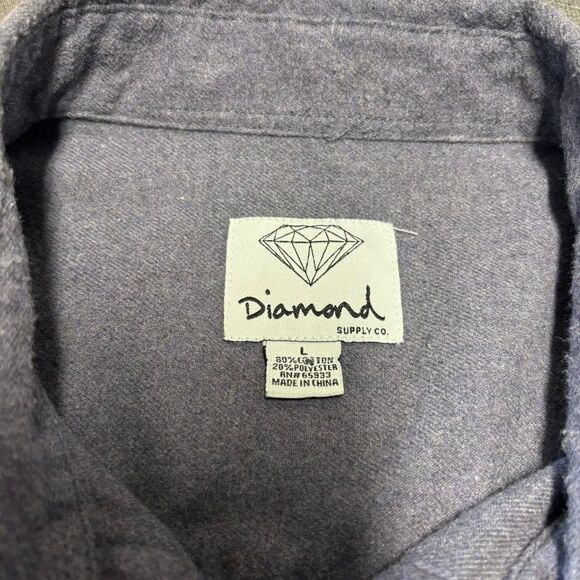 Diamond
SUPPLY CO.
L
80% COTTON
20% POLYESTER
RN# 65933
MADE IN CHINA